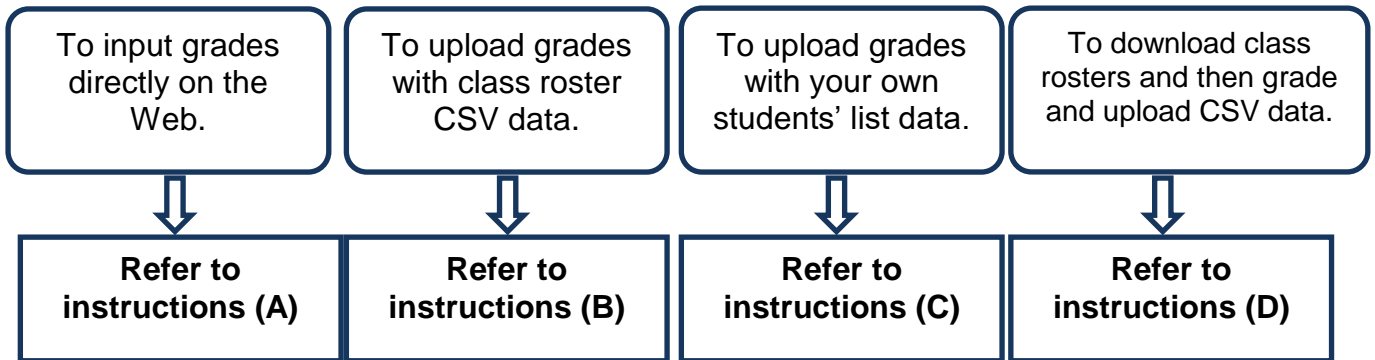 To input grades
directly on the
Web.
To upload grades
with class roster
CSV data.
To upload grades
with your own
students’ list data.
To download class
rosters and then grade
and upload CSV data.
Refer to
instructions (A)
Refer to
instructions (B)
Refer to
instructions (C)
Refer to
instructions (D)